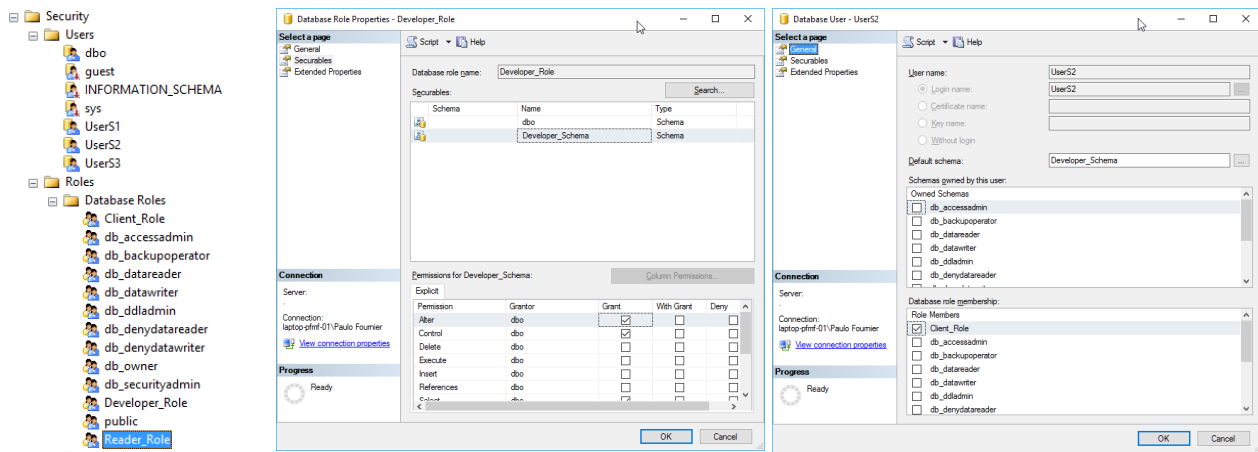 Security
Users
dbo
guest
INFORMATION_SCHEMA
sys
UserS1
UserS2
UserS3
Roles
Database Roles
Client_Role
db_accessadmin
db_backupoperator
db_datareader
db_datawriter
db_ddladmin
db_denydatareader
db_denydatawriter
db_owner
db_securityadmin
Developer_Role
public
Reader_Role
Database Role Properties - Developer_Role
Select a page
General
Securables
Extended Properties
Script Help
Database role name: Developer_Role
Securables: Search...
Schema Name Type
dbo Schema
Developer_Schema Schema
Permissions for Developer_Schema: Column Permissions...
Explicit
Permission Grantor Grant With Grant Deny
Alter dbo
Control dbo
Delete dbo
Execute dbo
Insert dbo
References dbo
Select dbo
Connection
Server:
.
Connection:
laptop-pfmf-01\Paulo Fournier
View connection properties
Progress
Ready
OK Cancel
Database User - UserS2
Select a page
General
Securables
Extended Properties
Script Help
User name: UserS2
Login name: UserS2 ...
Certificate name:
Key name:
Without login
Default schema: Developer_Schema ...
Schemas owned by this user:
Owned Schemas
db_accessadmin
db_backupoperator
db_datareader
db_datawriter
db_ddladmin
db_denydatareader
Database role membership:
Role Members
Client_Role
db_accessadmin
db_backupoperator
db_datareader
db_datawriter
db_ddladmin
db_denydatareader
Connection
Server:
.
Connection:
laptop-pfmf-01\Paulo Fournier
View connection properties
Progress
Ready
OK Cancel